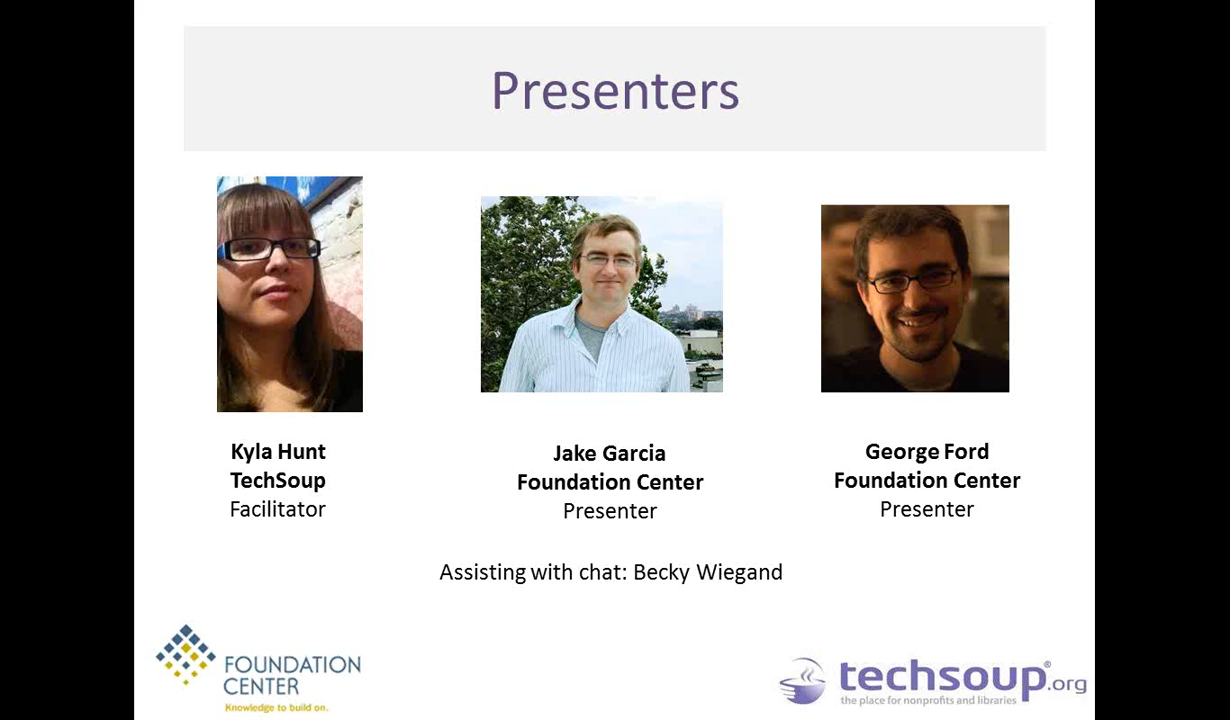 Presenters
Kyla Hunt
TechSoup
Facilitator
Jake Garcia
Foundation Center
Presenter
George Ford
Foundation Center
Presenter
Assisting with chat: Becky Wiegand
FOUNDATION
CENTER
Knowledge to build on.
techsoup®.org
the place for nonprofits and libraries